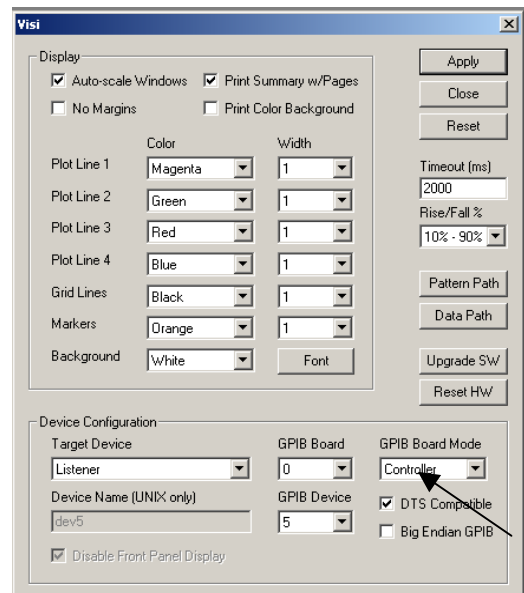 Visi
Display
Auto-scale Windows
Print Summary w/Pages
No Margins
Print Color Background
Color
Width
Plot Line 1
Magenta
1
Plot Line 2
Green
1
Plot Line 3
Red
1
Plot Line 4
Blue
1
Grid Lines
Black
1
Markers
Orange
1
Background
White
Font
Apply
Close
Reset
Timeout (ms)
2000
Rise/Fall %
10% - 90%
Pattern Path
Data Path
Upgrade SW
Reset HW
Device Configuration
Target Device
GPIB Board
GPIB Board Mode
Listener
0
Controller
Device Name (UNIX only)
GPIB Device
DTS Compatible
dev5
5
Big Endian GPIB
Disable Front Panel Display